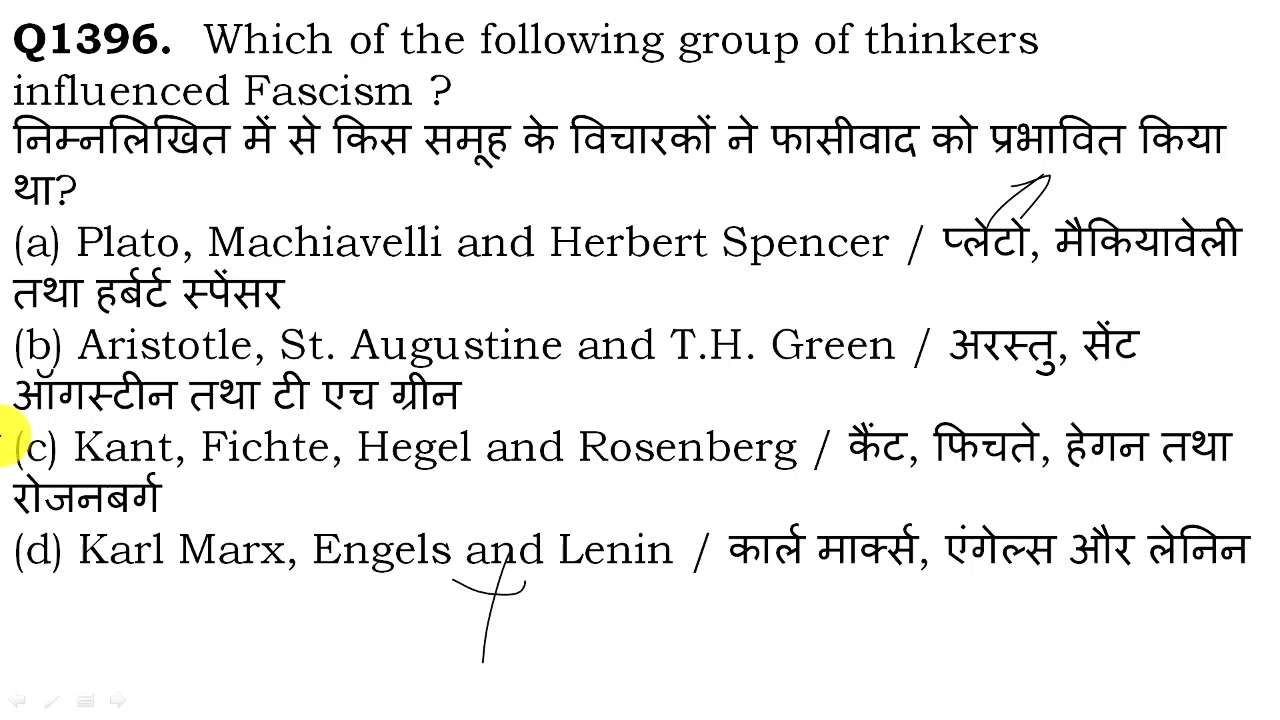 Q1396. Which of the following group of thinkers
influenced Fascism ?
निम्नलिखित में से किस समूह के विचारकों ने फासीवाद को प्रभावित किया
था?
(a) Plato, Machiavelli and Herbert Spencer / प्लेटो, मैकियावेली
तथा हर्बर्ट स्पेंसर
(b) Aristotle, St. Augustine and T.H. Green / अरस्तु, सेंट
ऑगस्टीन तथा टी एच ग्रीन
(c) Kant, Fichte, Hegel and Rosenberg / कैंट, फिचते, हेगन तथा
रोजनबर्ग
(d) Karl Marx, Engels and Lenin / कार्ल मार्क्स, एंगेल्स और लेनिन